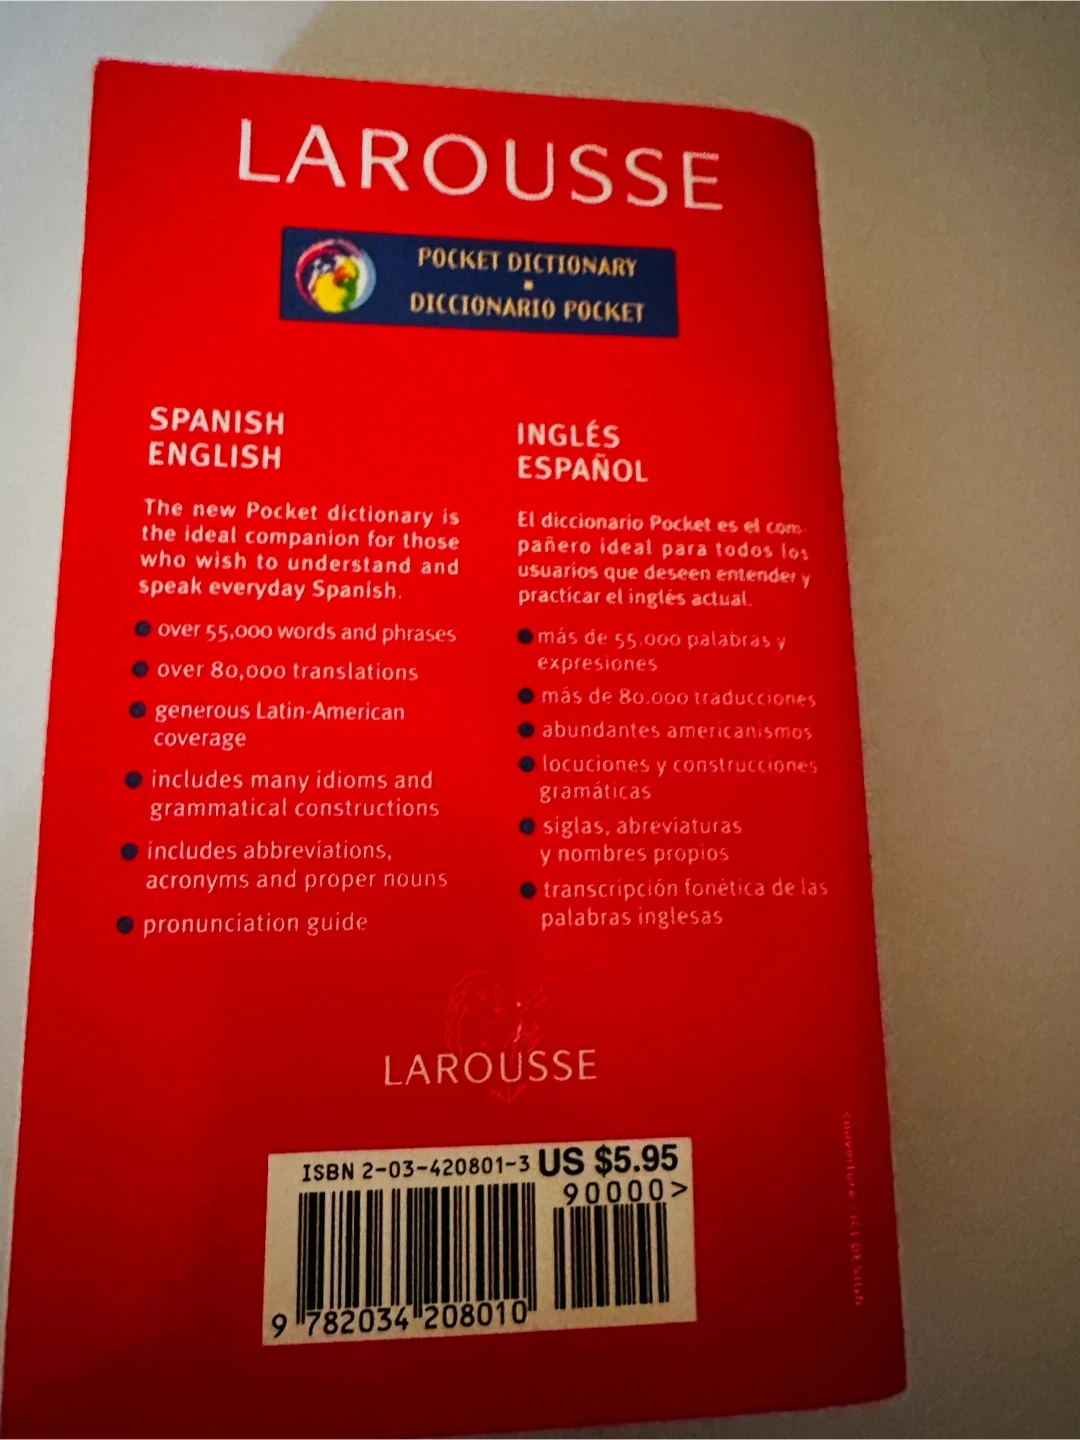 LAROUSSE
POCKET DICTIONARY
DICCIONARIO POCKET
SPANISH
ENGLISH
The new Pocket dictionary is
the ideal companion for those
who wish to understand and
speak everyday Spanish.
● over 55,000 words and phrases
● over 80,000 translations
● generous Latin-American
coverage
● includes many idioms and
grammatical constructions
● includes abbreviations,
acronyms and proper nouns
● pronunciation guide
INGLÉS
ESPAÑOL
El diccionario Pocket es el com-
pañero ideal para todos los
usuarios que deseen entender y
practicar el inglés actual.
● más de 55.000 palabras y
expresiones
● más de 80.000 traducciones
● abundantes americanismos
● locuciones y construcciones
gramáticas
● siglas, abreviaturas
y nombres propios
● transcripción fonética de las
palabras inglesas
LAROUSSE
ISBN 2-03-420801-3 US $5.95
90000>
9 782034 208010
couverture : ICI DESIGN